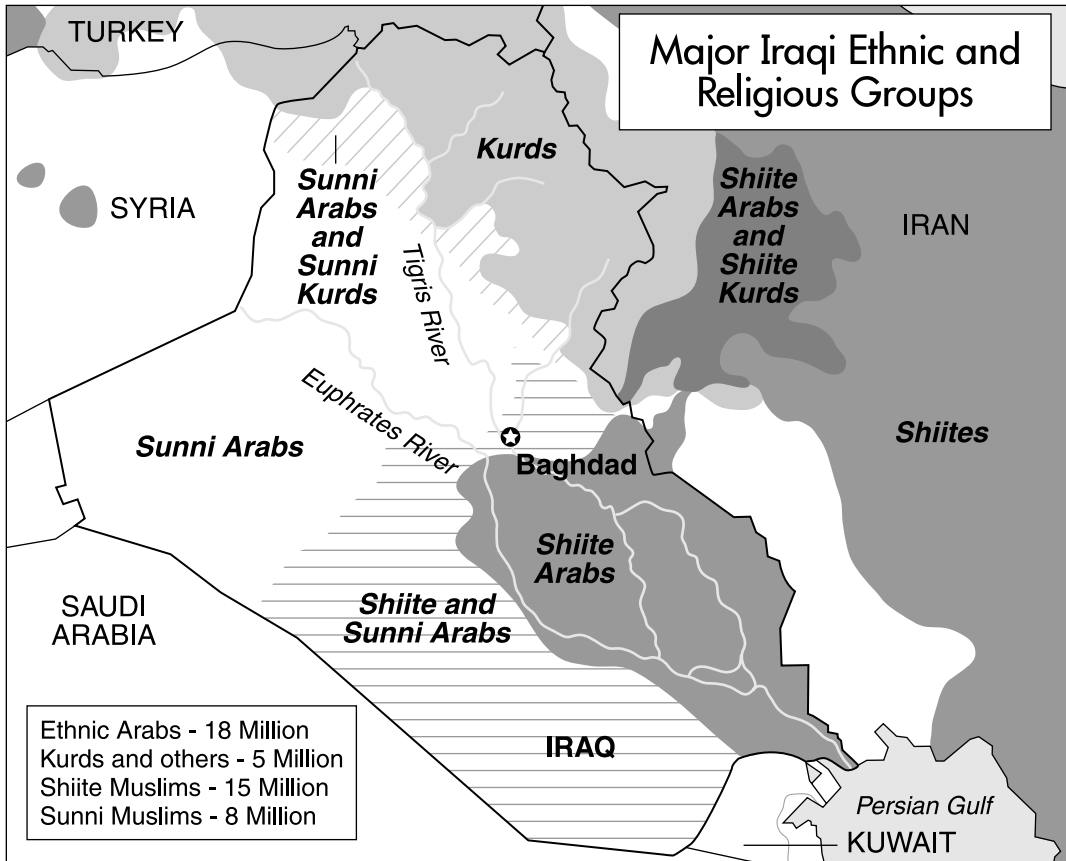 Major Iraqi Ethnic and
Religious Groups
TURKEY
Kurds
Sunni
Arabs
and
Sunni
Kurds
Shiite
Arabs
and
Shiite
Kurds
SYRIA
IRAN
Tigris River
Euphrates River
Sunni Arabs
Shiites
Baghdad
Shiite
Arabs
SAUDI
ARABIA
Shiite and
Sunni Arabs
IRAQ
Ethnic Arabs - 18 Million
Kurds and others - 5 Million
Shiite Muslims - 15 Million
Sunni Muslims - 8 Million
Persian Gulf
KUWAIT